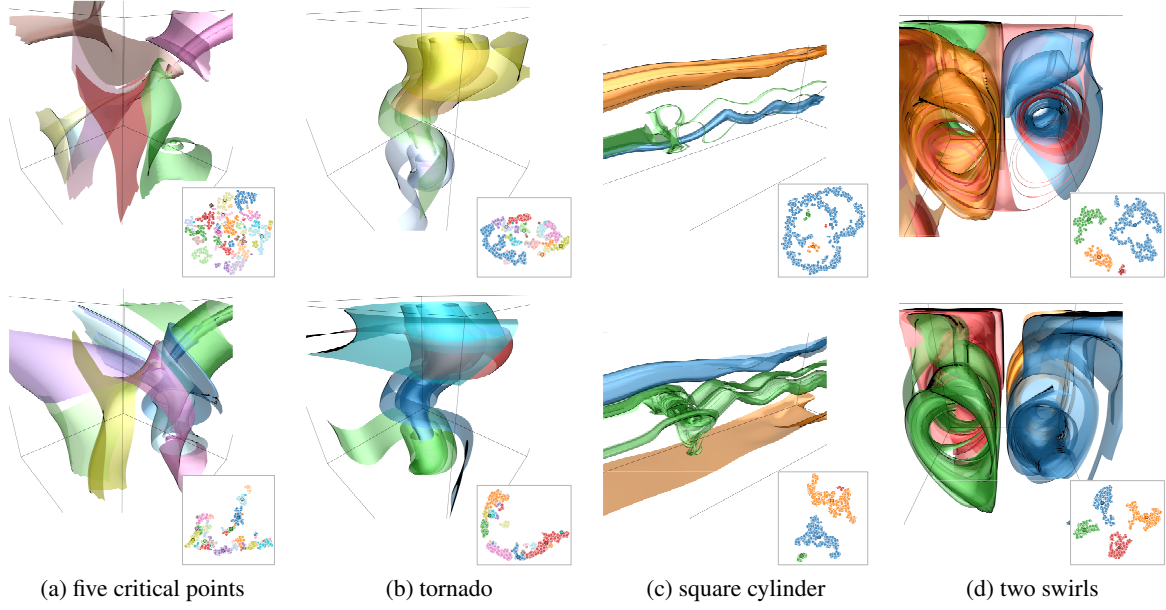 (a) five critical points
(b) tornado
(c) square cylinder
(d) two swirls